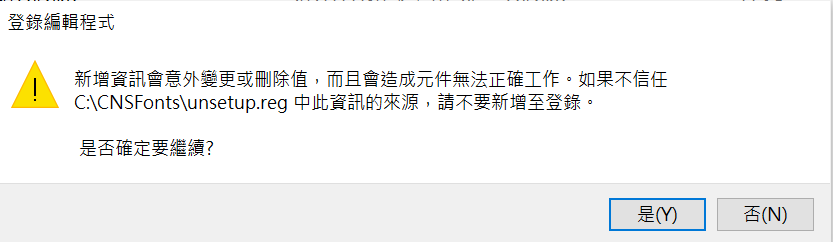 登錄編輯程式
新增資訊會意外變更或刪除值，而且會造成元件無法正確工作。如果不信任
C:\CNSFonts\unsetup.reg 中此資訊的來源，請不要新增至登錄。
是否確定要繼續?
是(Y) 否(N)